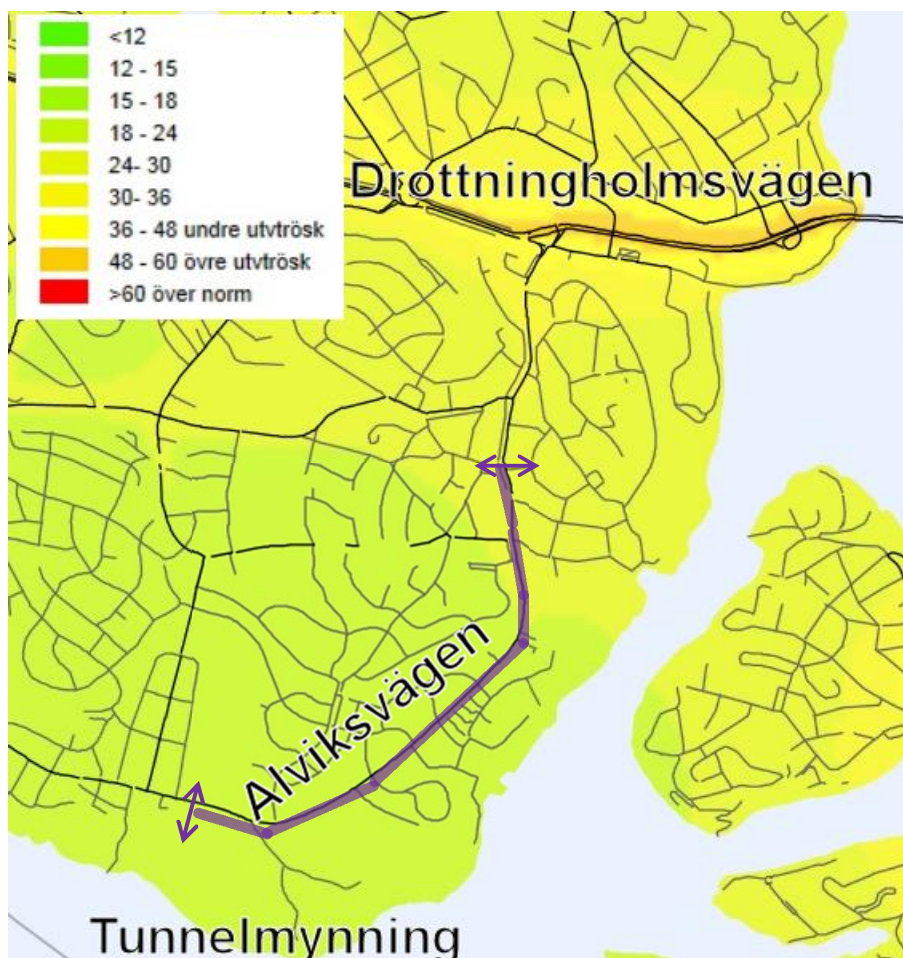 <12
12 - 15
15 - 18
18 - 24
24- 30
30- 36
36 - 48 undre utvtrösk
48 - 60 övre utvtrösk
>60 över norm
Drottningholmsvägen
Alviksvägen
Tunnelmynning